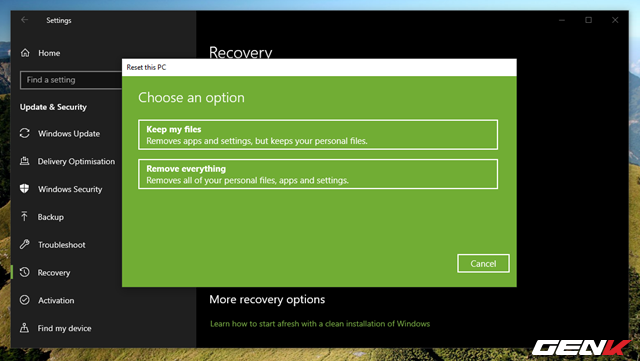 Settings
Home
Find a setting
Update & Security
Windows Update
Delivery Optimisation
Windows Security
Backup
Troubleshoot
Recovery
Activation
Find my device
Recovery
Reset this PC
Choose an option
Keep my files
Removes apps and settings, but keeps your personal files.
Remove everything
Removes all of your personal files, apps and settings.
Cancel
More recovery options
Learn how to start afresh with a clean installation of Windows
GENK